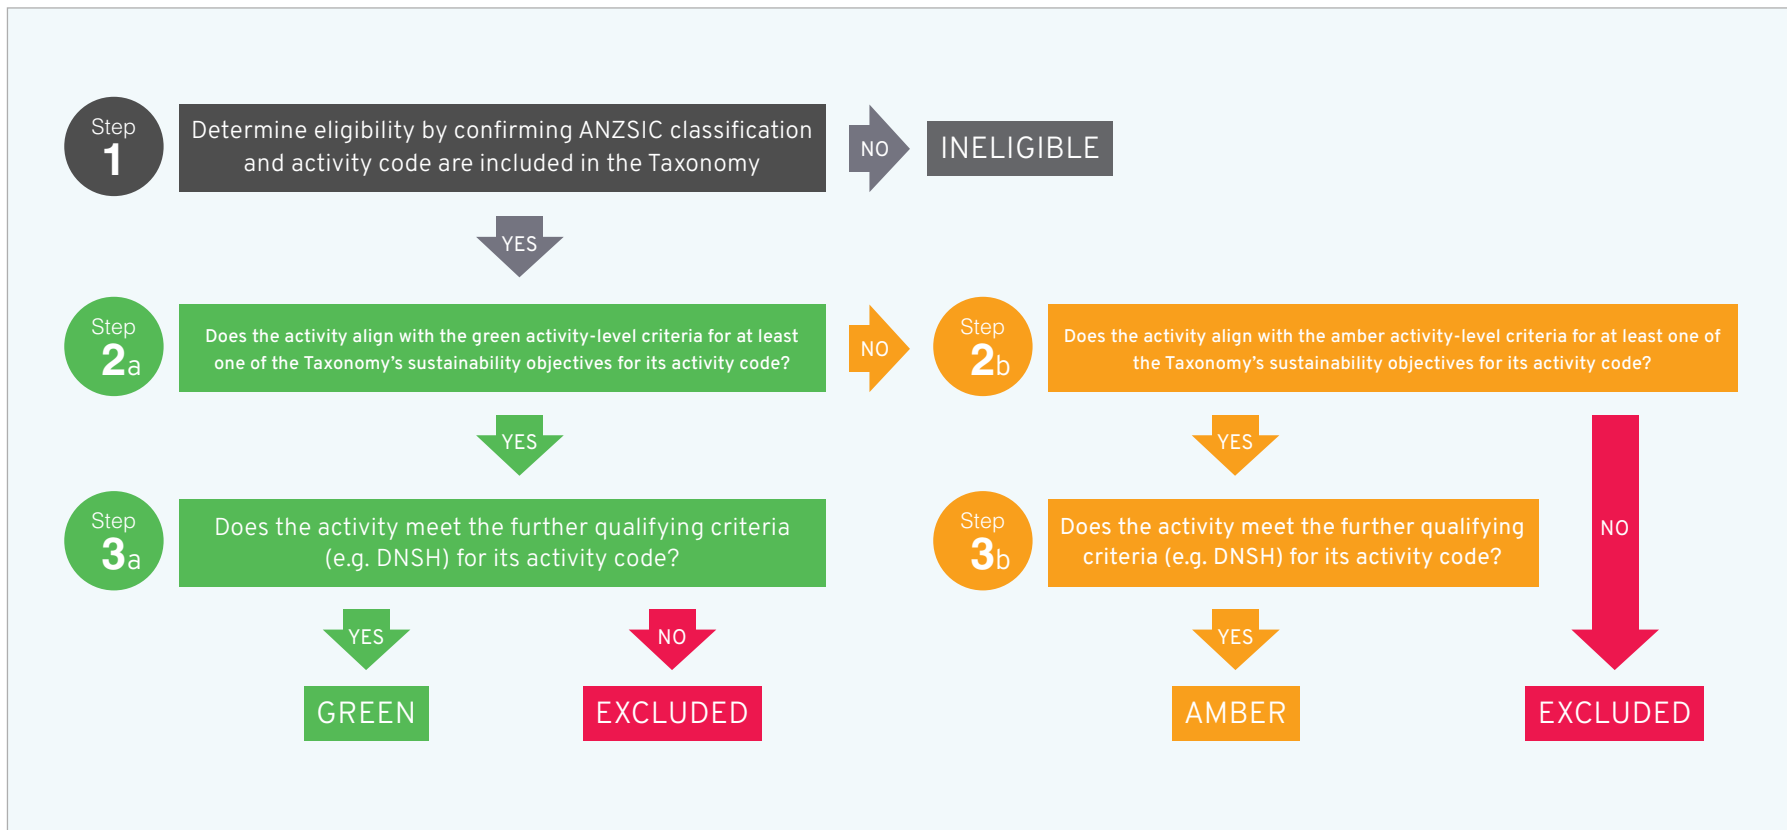 Step
1
Determine eligibility by confirming ANZSIC classification
and activity code are included in the Taxonomy
NO
INELIGIBLE
YES
Step
2a
Does the activity align with the green activity-level criteria for at least
one of the Taxonomy's sustainability objectives for its activity code?
NO
Step
2b
Does the activity align with the amber activity-level criteria for at least one of
the Taxonomy's sustainability objectives for its activity code?
YES
YES
NO
Step
3a
Does the activity meet the further qualifying criteria
(e.g. DNSH) for its activity code?
Step
3b
Does the activity meet the further qualifying
criteria (e.g. DNSH) for its activity code?
YES
NO
YES
GREEN
EXCLUDED
AMBER
EXCLUDED